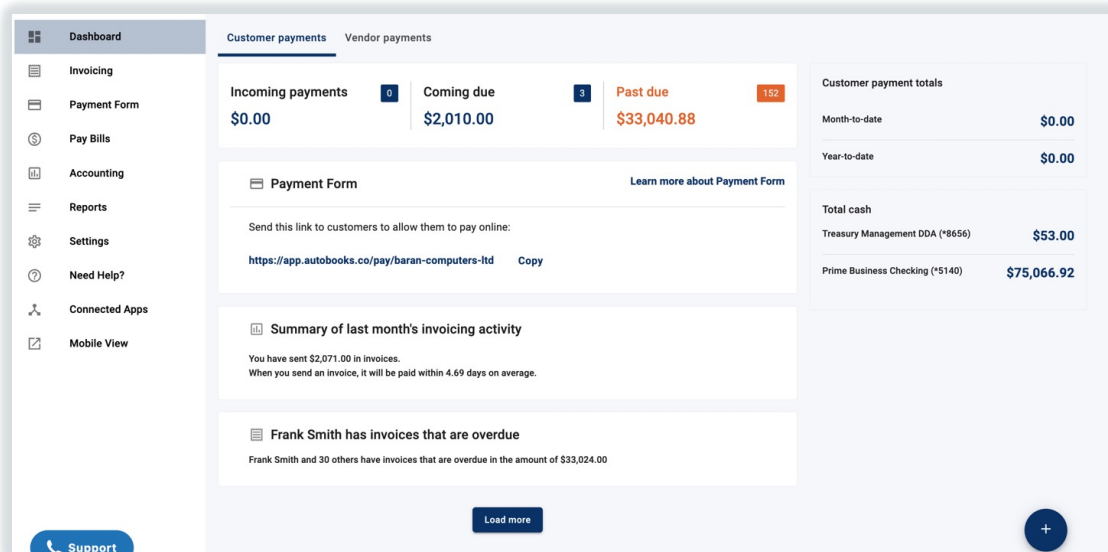 Dashboard
Invoicing
Payment Form
Pay Bills
Accounting
Reports
Settings
Need Help?
Connected Apps
Mobile View
Support
Customer payments Vendor payments
Incoming payments 0
$0.00
Coming due 3
$2,010.00
Past due 152
$33,040.88
Payment Form Learn more about Payment Form
Send this link to customers to allow them to pay online:
https://app.autobooks.co/pay/baran-computers-ltd Copy
Summary of last month's invoicing activity
You have sent $2,071.00 in invoices.
When you send an invoice, it will be paid within 4.69 days on average.
Frank Smith has invoices that are overdue
Frank Smith and 30 others have invoices that are overdue in the amount of $33,024.00
Load more
Customer payment totals
Month-to-date $0.00
Year-to-date $0.00
Total cash
Treasury Management DDA (*8656) $53.00
Prime Business Checking (*5140) $75,066.92
+